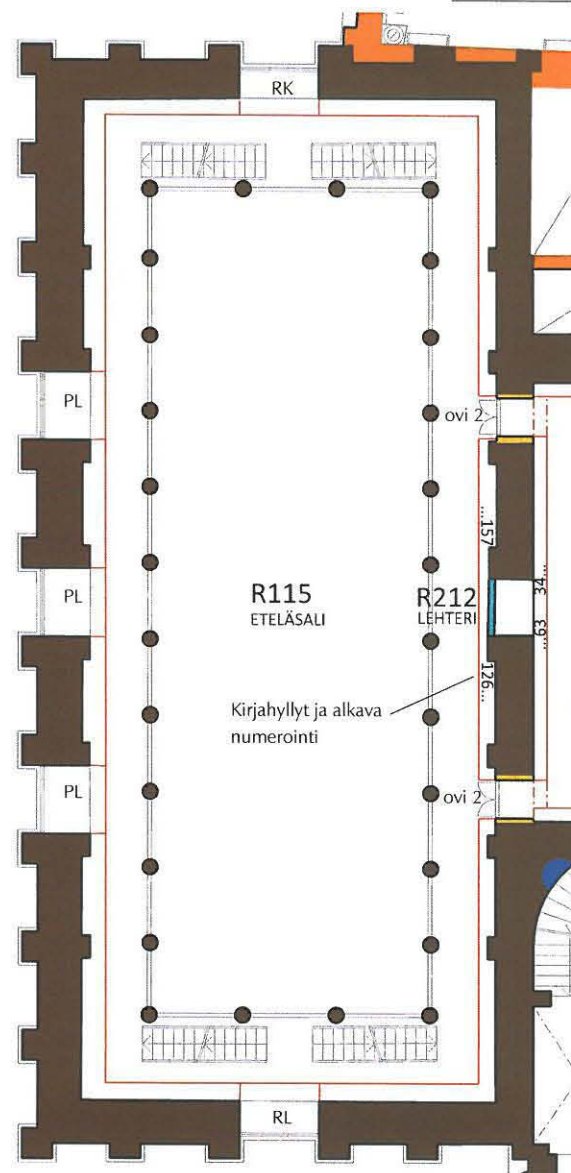 RK
PL
ovi 2
...157
R115
ETELÄSALI
R212
LEHTERI
34...
...63
PL
126...
Kirjahyllyt ja alkava
numerointi
PL
ovi 2
RL